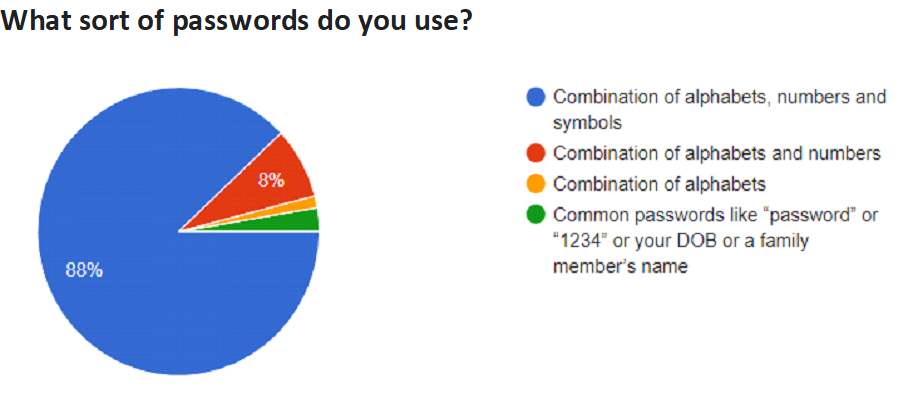 What sort of passwords do you use?
Combination of alphabets, numbers and
symbols
Combination of alphabets and numbers
Combination of alphabets
Common passwords like “password” or
“1234” or your DOB or a family
member’s name
8%
88%